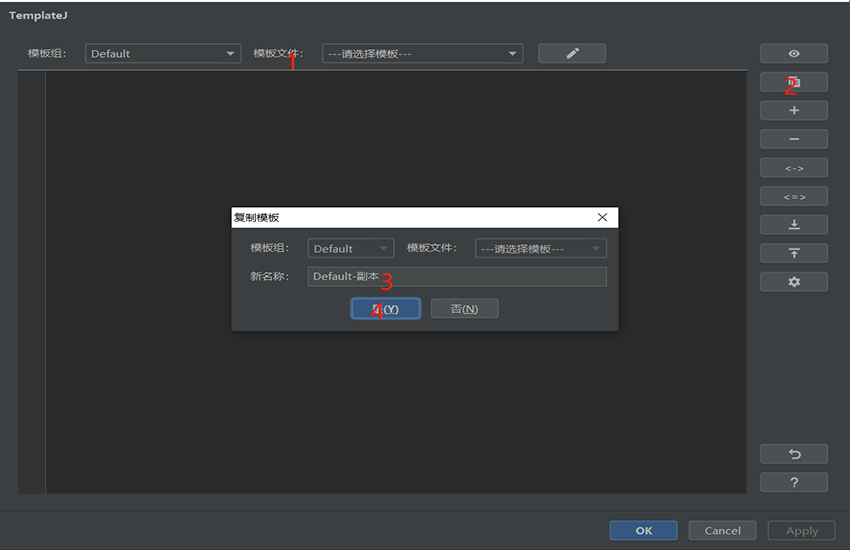 TemplateJ
模板组: Default 模板文件: ---请选择模板---
1
2
<->
<=>
复制模板
模板组: Default 模板文件: ---请选择模板---
新名称: Default-副本
3
4
(Y) 否(N)
?
OK Cancel Apply